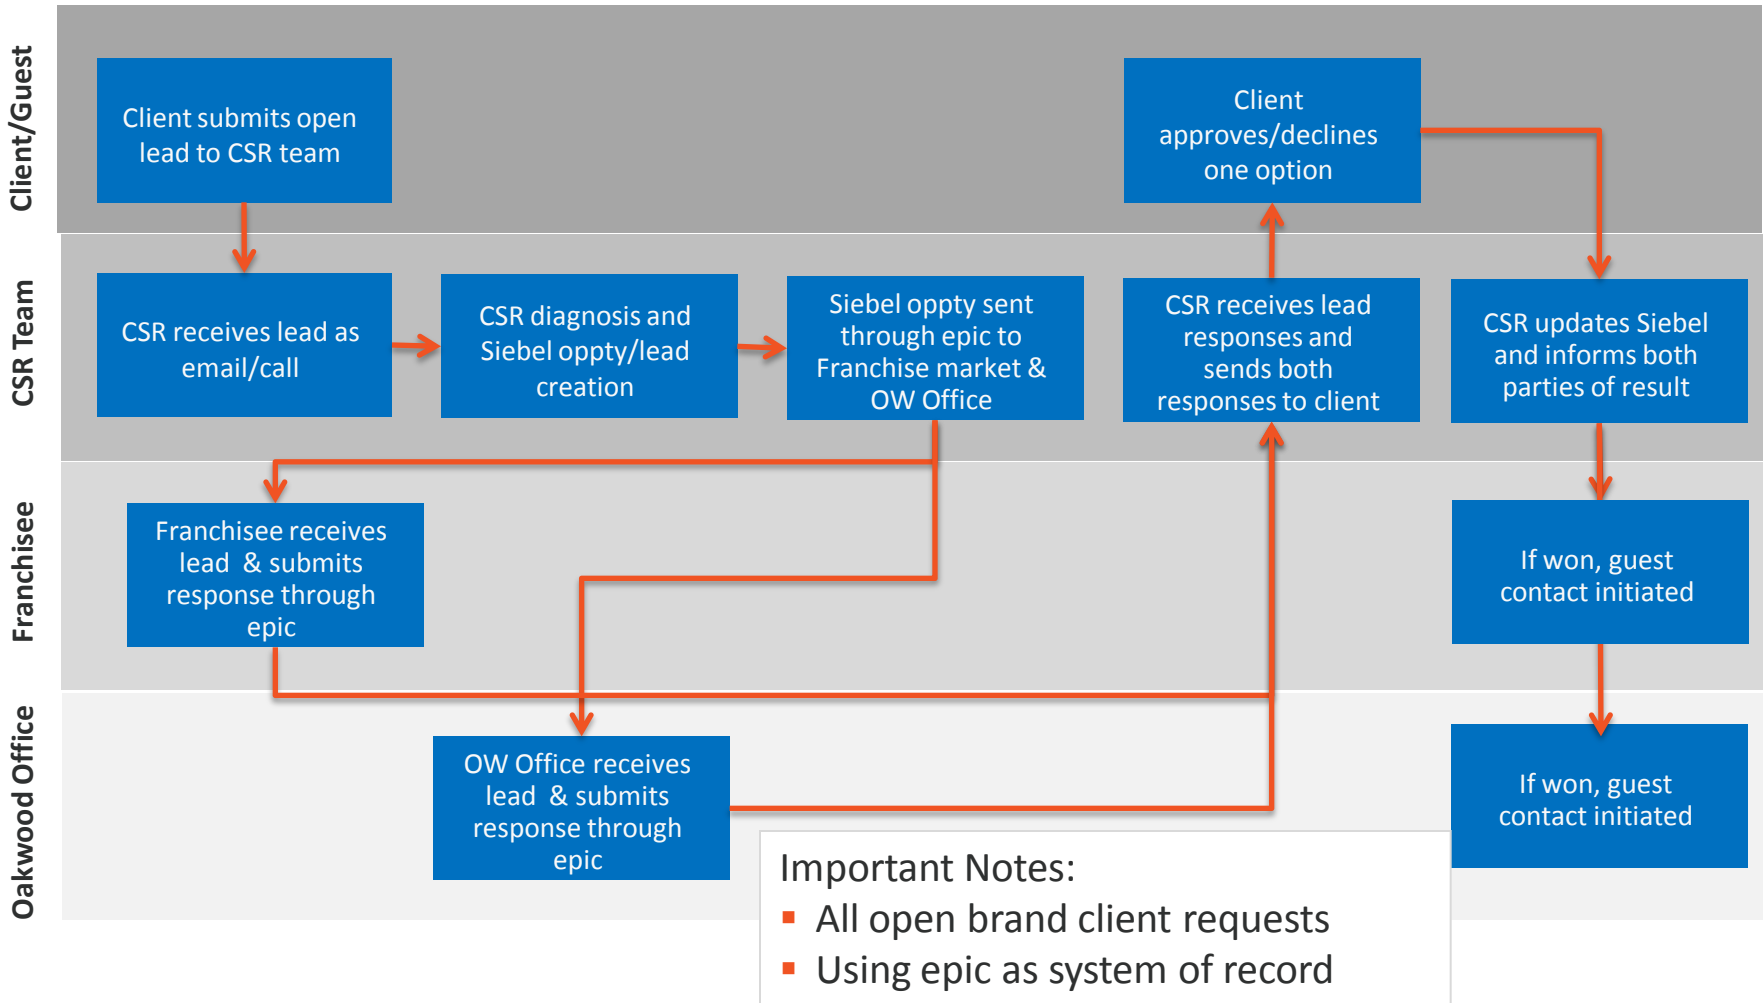 Client/Guest
Client submits open
lead to CSR team
Client
approves/declines
one option
CSR Team
CSR receives lead as
email/call
CSR diagnosis and
Siebel oppty/lead
creation
Siebel oppty sent
through epic to
Franchise market &
OW Office
CSR receives lead
responses and
sends both
responses to client
CSR updates Siebel
and informs both
parties of result
Franchisee
Franchisee receives
lead & submits
response through
epic
If won, guest
contact initiated
Oakwood Office
OW Office receives
lead & submits
response through
epic
If won, guest
contact initiated
Important Notes:
▪ All open brand client requests
▪ Using epic as system of record